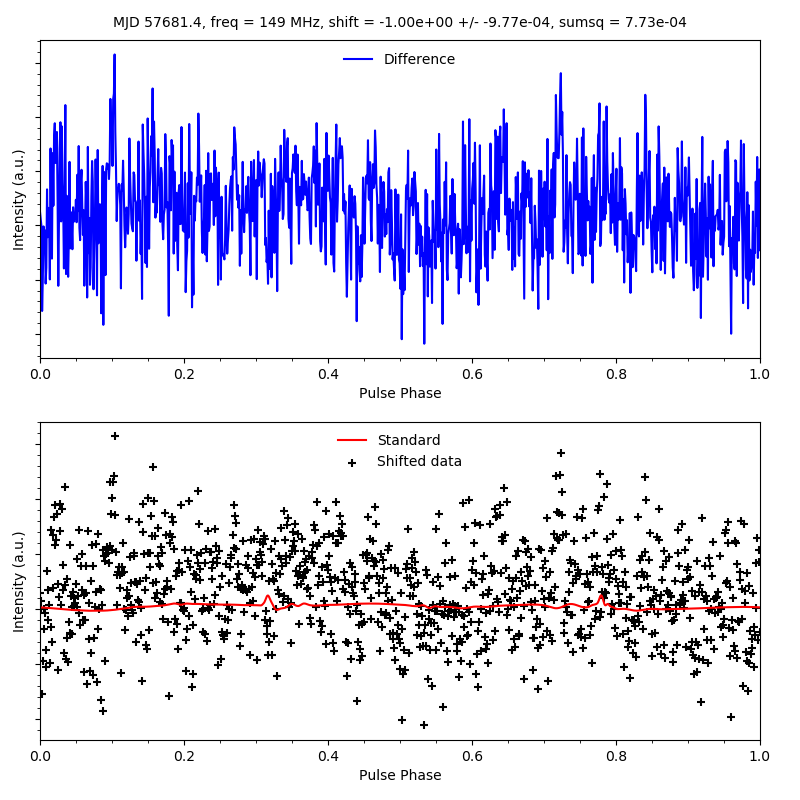 MJD 57681.4, freq = 149 MHz, shift = -1.00e+00 +/- -9.77e-04, sumsq = 7.73e-04
Difference
Intensity (a.u.)
0.0 0.2 0.4 0.6 0.8 1.0
Pulse Phase
Standard
Shifted data
Intensity (a.u.)
0.0 0.2 0.4 0.6 0.8 1.0
Pulse Phase